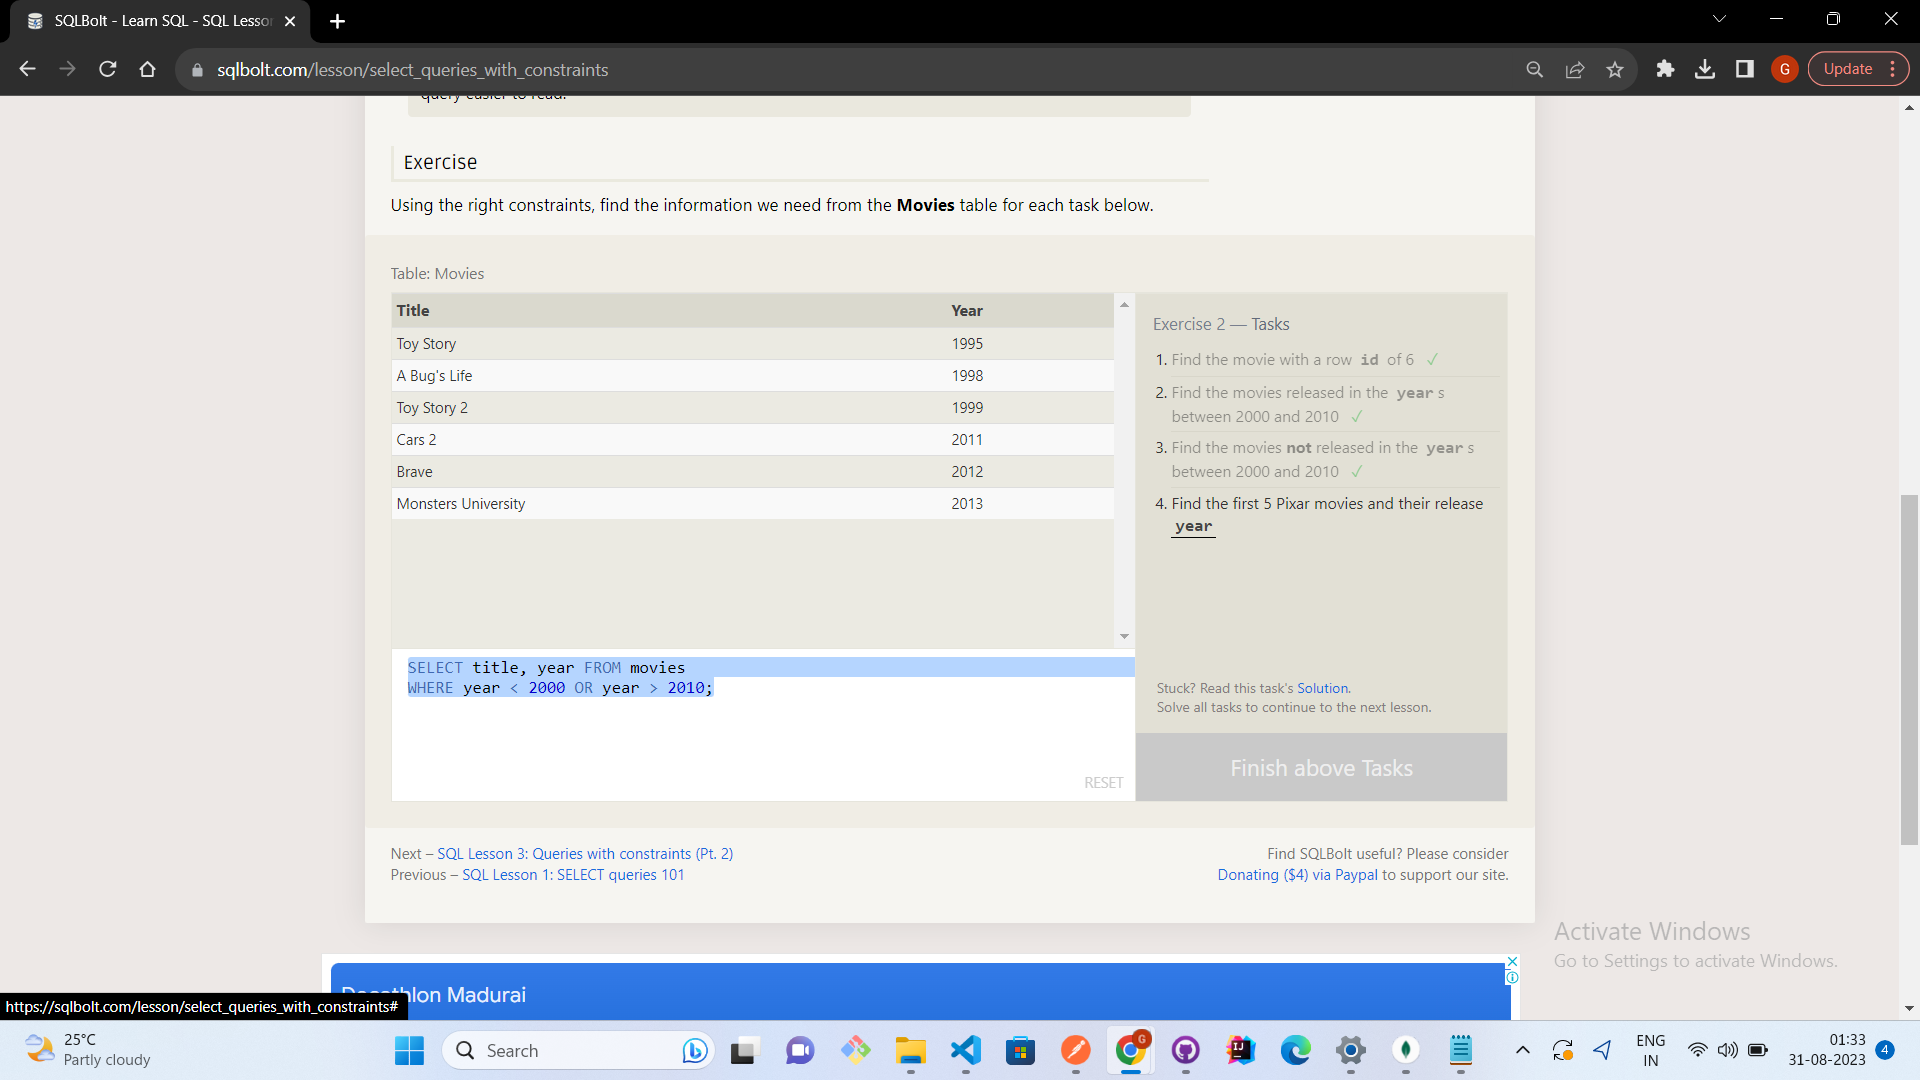 SQLBolt - Learn SQL - SQL Lesso
sqlbolt.com/lesson/select_queries_with_constraints
G
Update
query easier to read.
Exercise
Using the right constraints, find the information we need from the Movies table for each task below.
Table: Movies
Title Year
Toy Story 1995
A Bug's Life 1998
Toy Story 2 1999
Cars 2 2011
Brave 2012
Monsters University 2013
SELECT title, year FROM movies
WHERE year < 2000 OR year > 2010;
RESET
Exercise 2 — Tasks
1. Find the movie with a row id of 6 ✓
2. Find the movies released in the year s
between 2000 and 2010 ✓
3. Find the movies not released in the year s
between 2000 and 2010 ✓
4. Find the first 5 Pixar movies and their release
year
Stuck? Read this task's Solution.
Solve all tasks to continue to the next lesson.
Finish above Tasks
Next – SQL Lesson 3: Queries with constraints (Pt. 2)
Previous – SQL Lesson 1: SELECT queries 101
Find SQLBolt useful? Please consider
Donating ($4) via Paypal to support our site.
Activate Windows
Go to Settings to activate Windows.
Decathlon Madurai
https://sqlbolt.com/lesson/select_queries_with_constraints#
25°C
Partly cloudy
Search
G
IJ
ENG
IN
01:33
31-08-2023
4